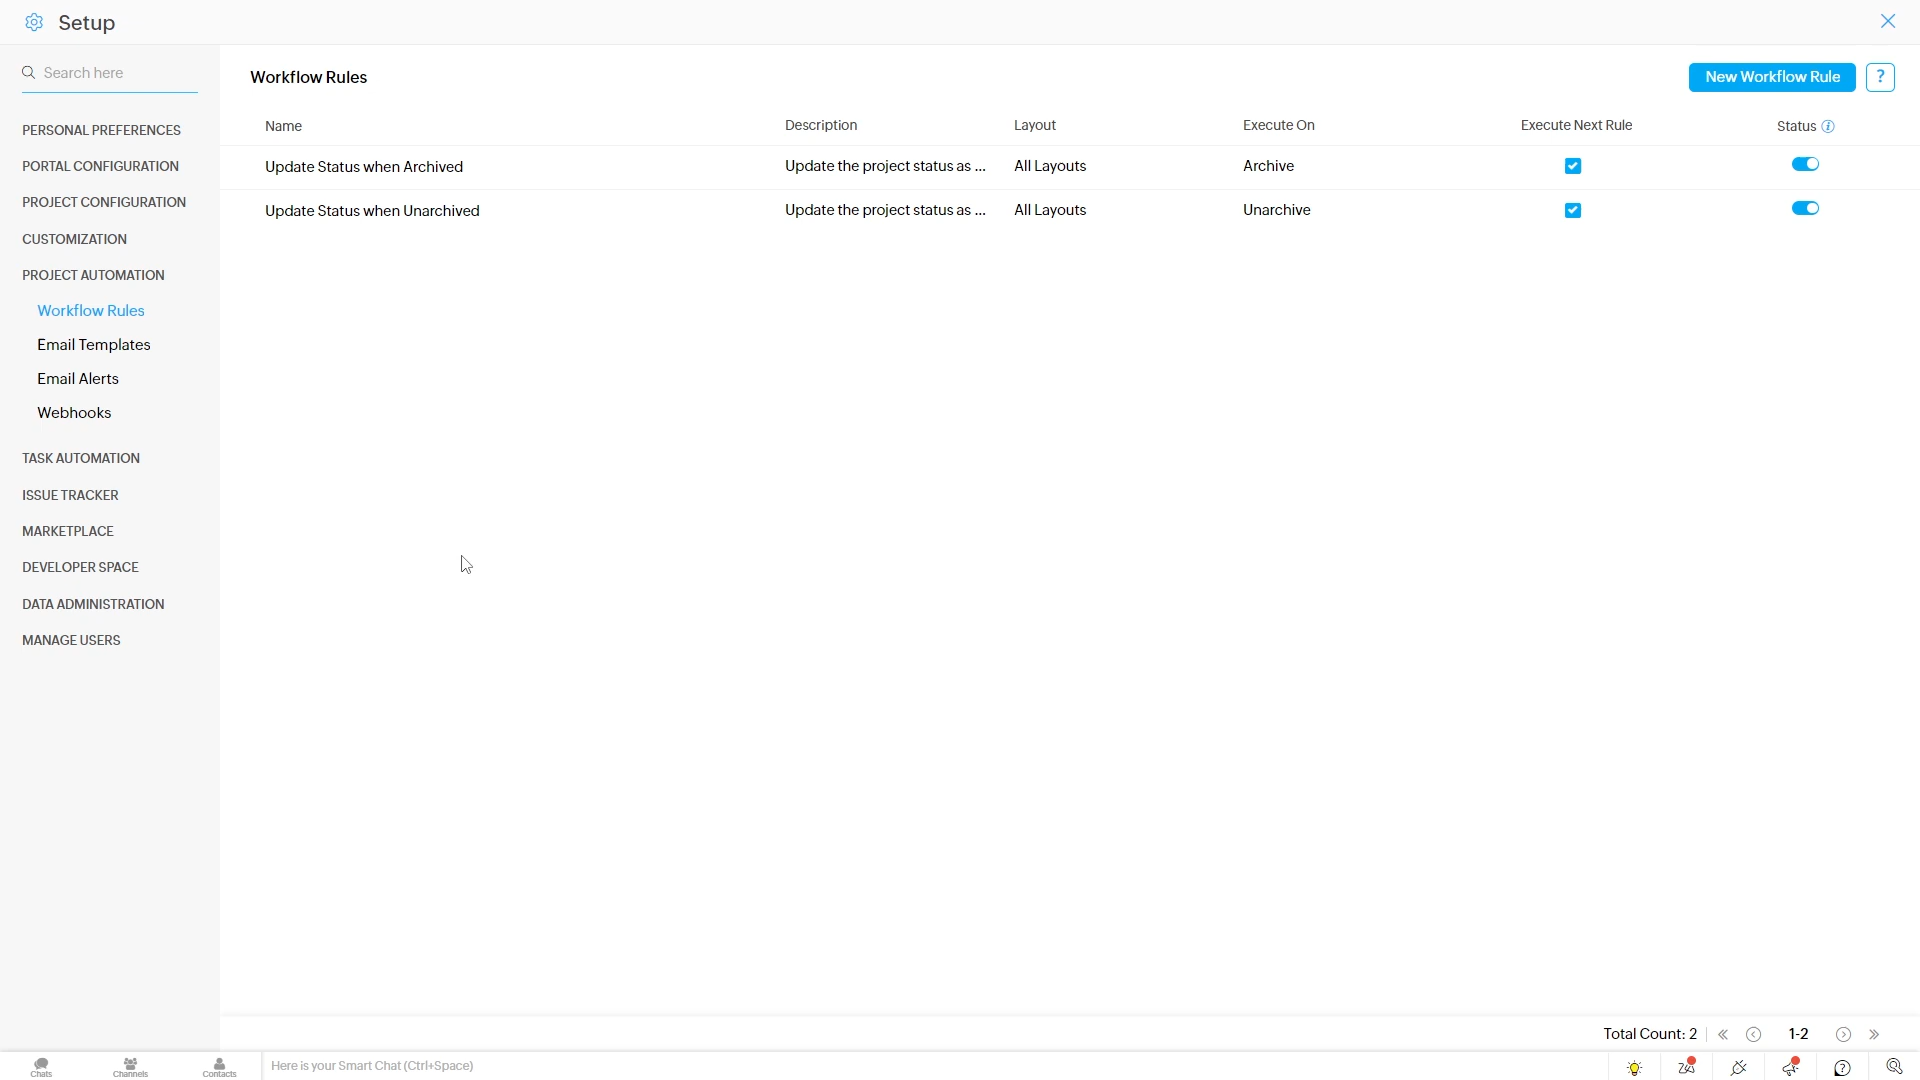 Setup
Search here
PERSONAL PREFERENCES
PORTAL CONFIGURATION
PROJECT CONFIGURATION
CUSTOMIZATION
PROJECT AUTOMATION
Workflow Rules
Email Templates
Email Alerts
Webhooks
TASK AUTOMATION
ISSUE TRACKER
MARKETPLACE
DEVELOPER SPACE
DATA ADMINISTRATION
MANAGE USERS
Workflow Rules
New Workflow Rule ?
Name Description Layout Execute On Execute Next Rule Status i
Update Status when Archived Update the project status as ... All Layouts Archive
Update Status when Unarchived Update the project status as ... All Layouts Unarchive
Total Count: 2 1-2
Chats Channels Contacts Here is your Smart Chat (Ctrl+Space)